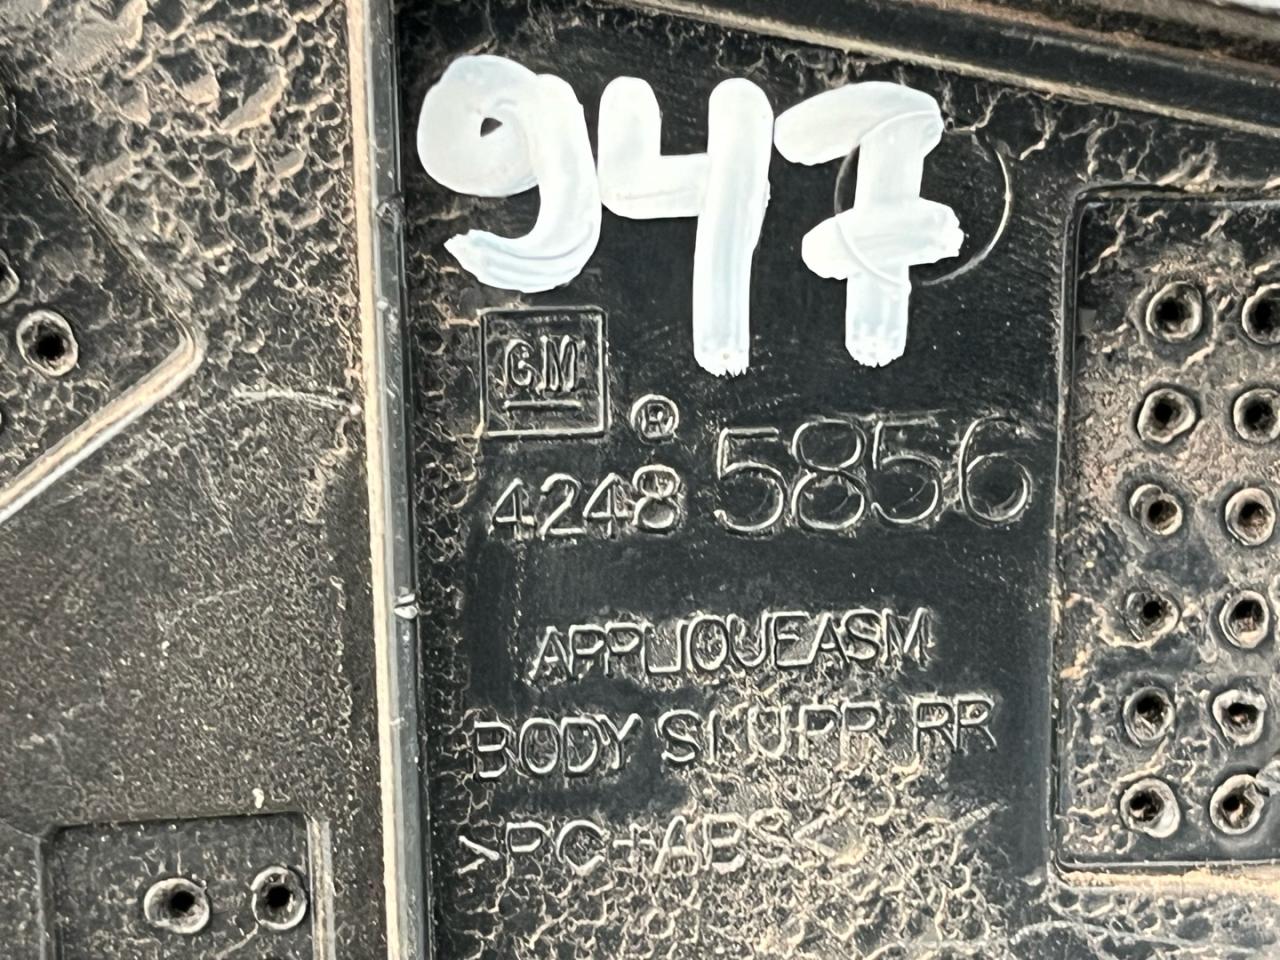 947
GM
®
4248 5856
APPLIQUEASM
BODY SI UPR RR
>PC+ABS<